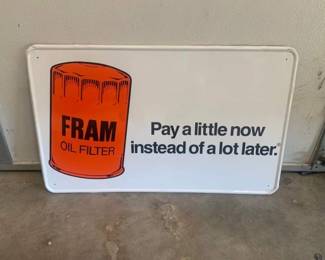 FRAM
OIL FILTER
Pay a little now
instead of a lot later.